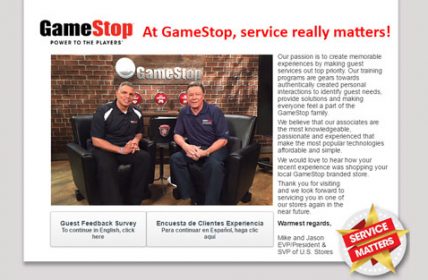 GameStop
POWER TO THE PLAYERS®
At GameStop, service really matters!
GameStop
Our passion is to create memorable
experiences by making guest
services out top priority. Our training
programs are gears towards
authentically created personal
interactions to identify guest needs,
provide solutions and making
everyone feel a part of the
GameStop family.
We believe that our associates are
the most knowledgeable,
passionate and experienced that
make the most popular technologies
affordable and simple.
We would love to hear how your
recent experience was shopping your
local GameStop branded store.
Thank you for visiting
and we look forward
to servicing you in one of
our stores again in the
near future.
Warmest regards,
Mike and Jason
EVP/President &
SVP of U.S. Stores
Guest Feedback Survey
To continue in English, click
here
Encuesta de Clientes Experiencia
Para continuar en Español, haga clic
aquí
SERVICE
MATTERS